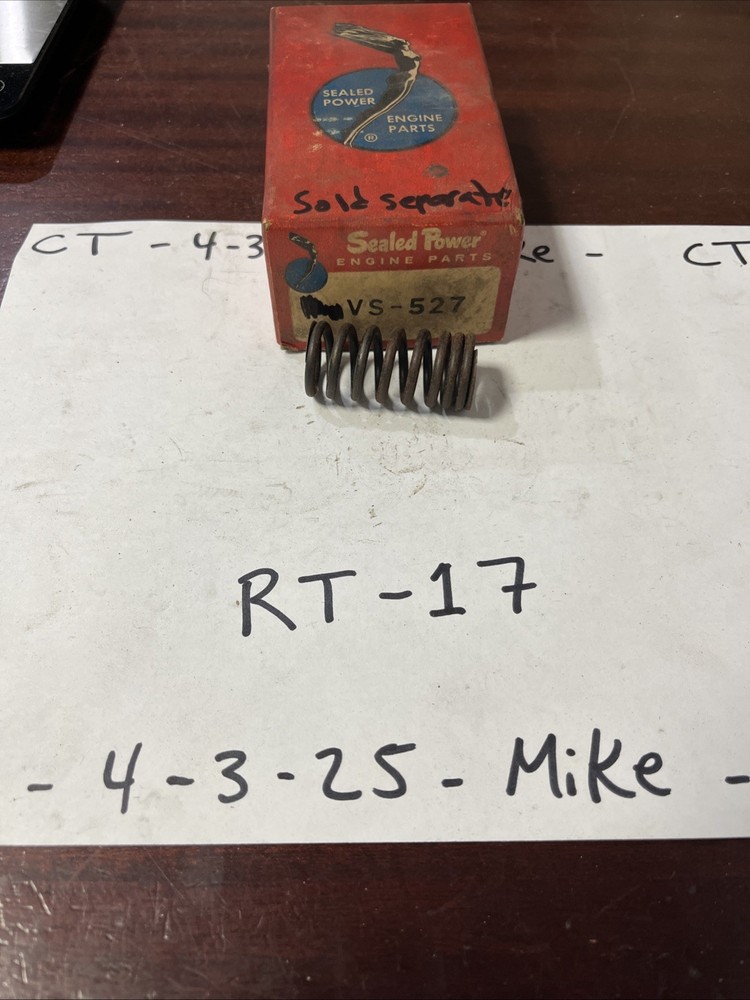 SEALED
POWER
ENGINE
PARTS
®
Sold separate
Sealed Power®
ENGINE PARTS
VS-527
CT - 4-3 ke - CT
RT-17
- 4-3-25 - Mike -